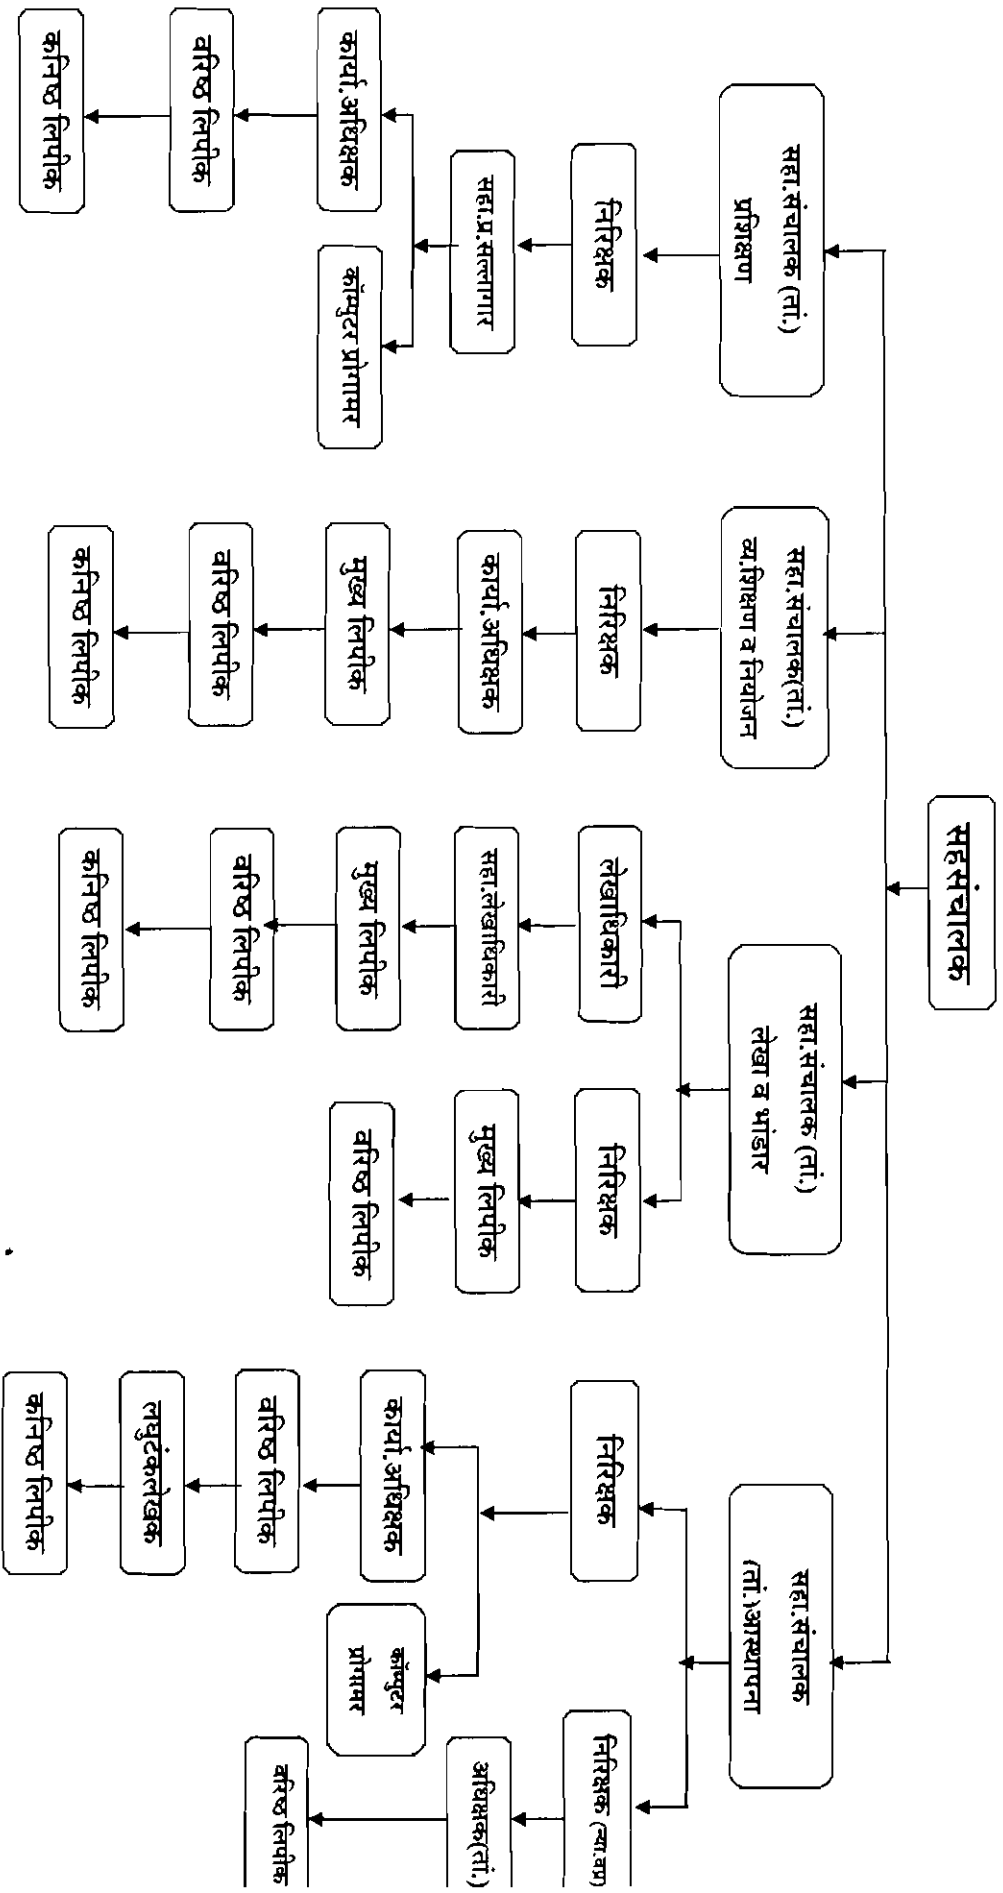 सहसंचालक
सहा.संचालक (तां.)
प्रशिक्षण
सहा.संचालक(तां.)
व्य.शिक्षण व नियोजन
सहा.संचालक (तां.)
लेखा व भांडार
सहा.संचालक
(तां.)आस्थापना
निरिक्षक
निरिक्षक
लेखाधिकारी
निरिक्षक
निरिक्षक
निरिक्षक (न्या.वप्र)
सहा.प्र.सल्लागार
कार्या.अधिक्षक
सहा.लेखाधिकारी
मुख्य लिपीक
कार्या.अधिक्षक
कॉम्पुटर
प्रोग्रामर
अधिक्षक(तां.)
कार्या.अधिक्षक
कॉम्पुटर प्रोग्रामर
मुख्य लिपीक
मुख्य लिपीक
वरिष्ठ लिपीक
वरिष्ठ लिपीक
वरिष्ठ लिपीक
वरिष्ठ लिपीक
वरिष्ठ लिपीक
वरिष्ठ लिपीक
लघुटंकलेखक
कनिष्ठ लिपीक
कनिष्ठ लिपीक
कनिष्ठ लिपीक
कनिष्ठ लिपीक